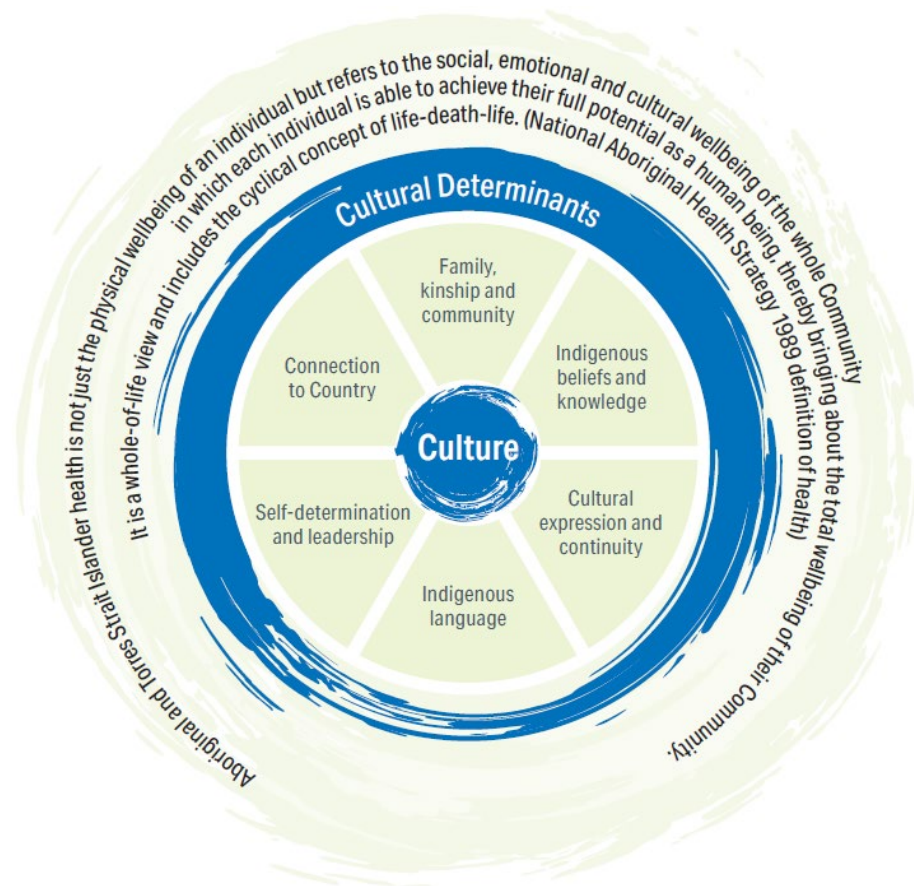 Aboriginal and Torres Strait Islander health is not just the physical wellbeing of an individual but refers to the social, emotional and cultural wellbeing of the whole Community
in which each individual is able to achieve their full potential as a human being, thereby bringing about the total wellbeing of their Community.
It is a whole-of-life view and includes the cyclical concept of life-death-life. (National Aboriginal Health Strategy 1989 definition of health)
Cultural Determinants
Family,
kinship and
community
Indigenous
beliefs and
knowledge
Cultural
expression and
continuity
Indigenous
language
Self-determination
and leadership
Connection
to Country
Culture